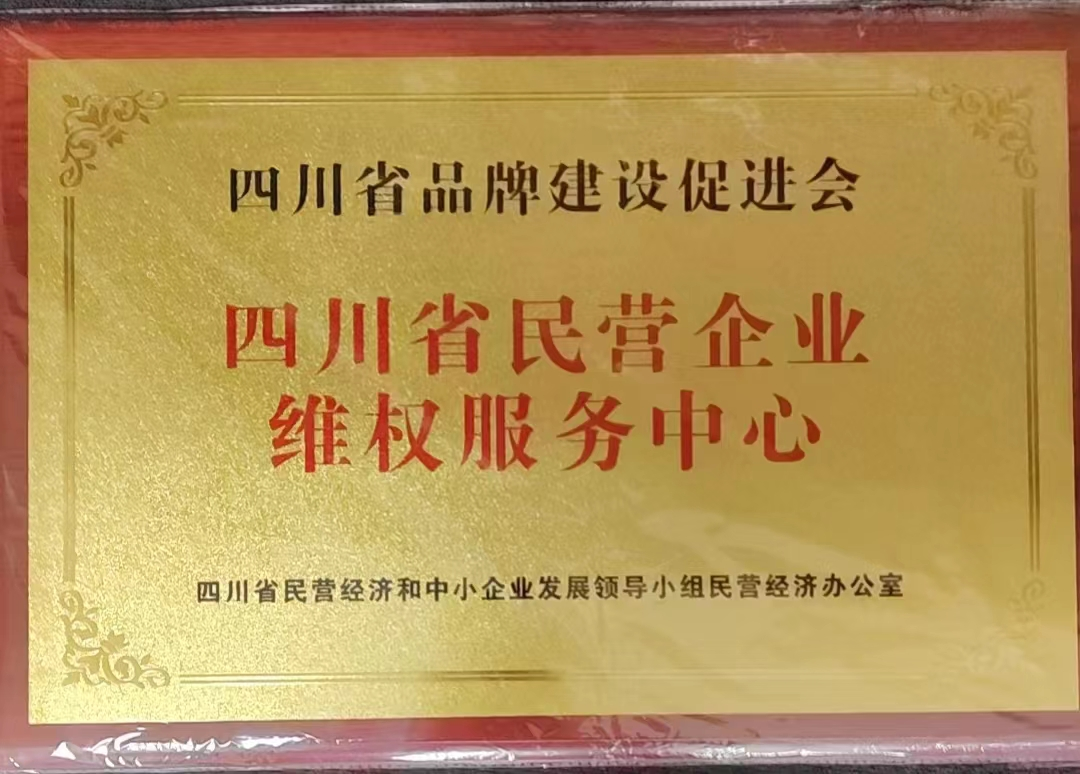 四川省品牌建设促进会
四川省民营企业
维权服务中心
四川省民营经济和中小企业发展领导小组民营经济办公室